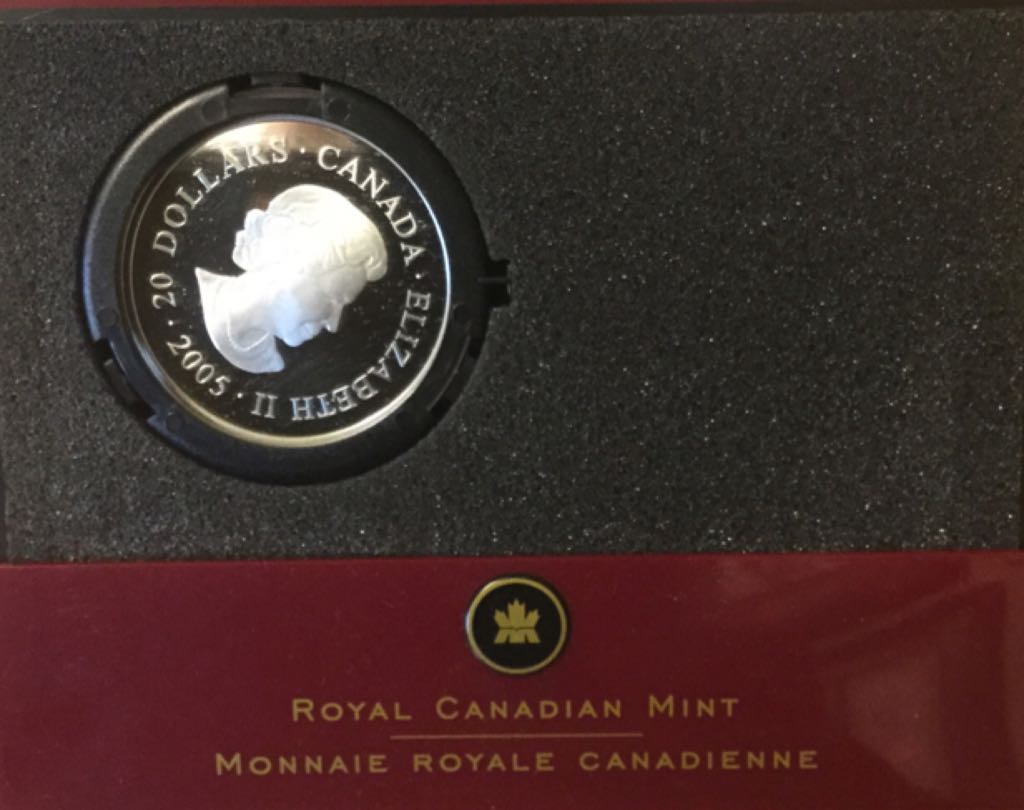 20 DOLLARS · CANADA · ELIZABETH II · 2005 ·
ROYAL CANADIAN MINT
MONNAIE ROYALE CANADIENNE